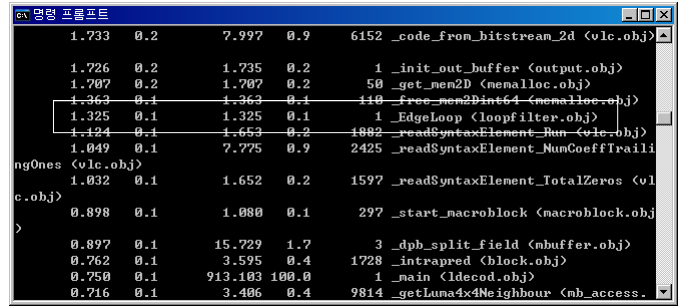 명령 프롬프트
1.733 0.2 7.997 0.9 6152 _code_from_bitstream_2d (vlc.obj)
1.726 0.2 1.735 0.2 1 _init_out_buffer (output.obj)
1.707 0.2 1.707 0.2 50 _get_mem2D (memalloc.obj)
1.363 0.1 1.363 0.1 110 _free_mem2Dint64 (memalloc.obj)
1.325 0.1 1.325 0.1 1 _EdgeLoop (loopfilter.obj)
1.124 0.1 1.653 0.2 1882 _readSyntaxElement_Run (vlc.obj)
1.049 0.1 7.775 0.9 2425 _readSyntaxElement_NumCoeffTraili
ngOnes (vlc.obj)
1.032 0.1 1.652 0.2 1597 _readSyntaxElement_TotalZeros (vl
c.obj)
0.898 0.1 1.080 0.1 297 _start_macroblock (macroblock.obj
)
0.897 0.1 15.729 1.7 3 _dpb_split_field (mbuffer.obj)
0.762 0.1 3.595 0.4 1728 _intrapred (block.obj)
0.750 0.1 913.103 100.0 1 _main (ldecod.obj)
0.716 0.1 3.406 0.4 9814 _getLuma4x4Neighbour (mb_access.